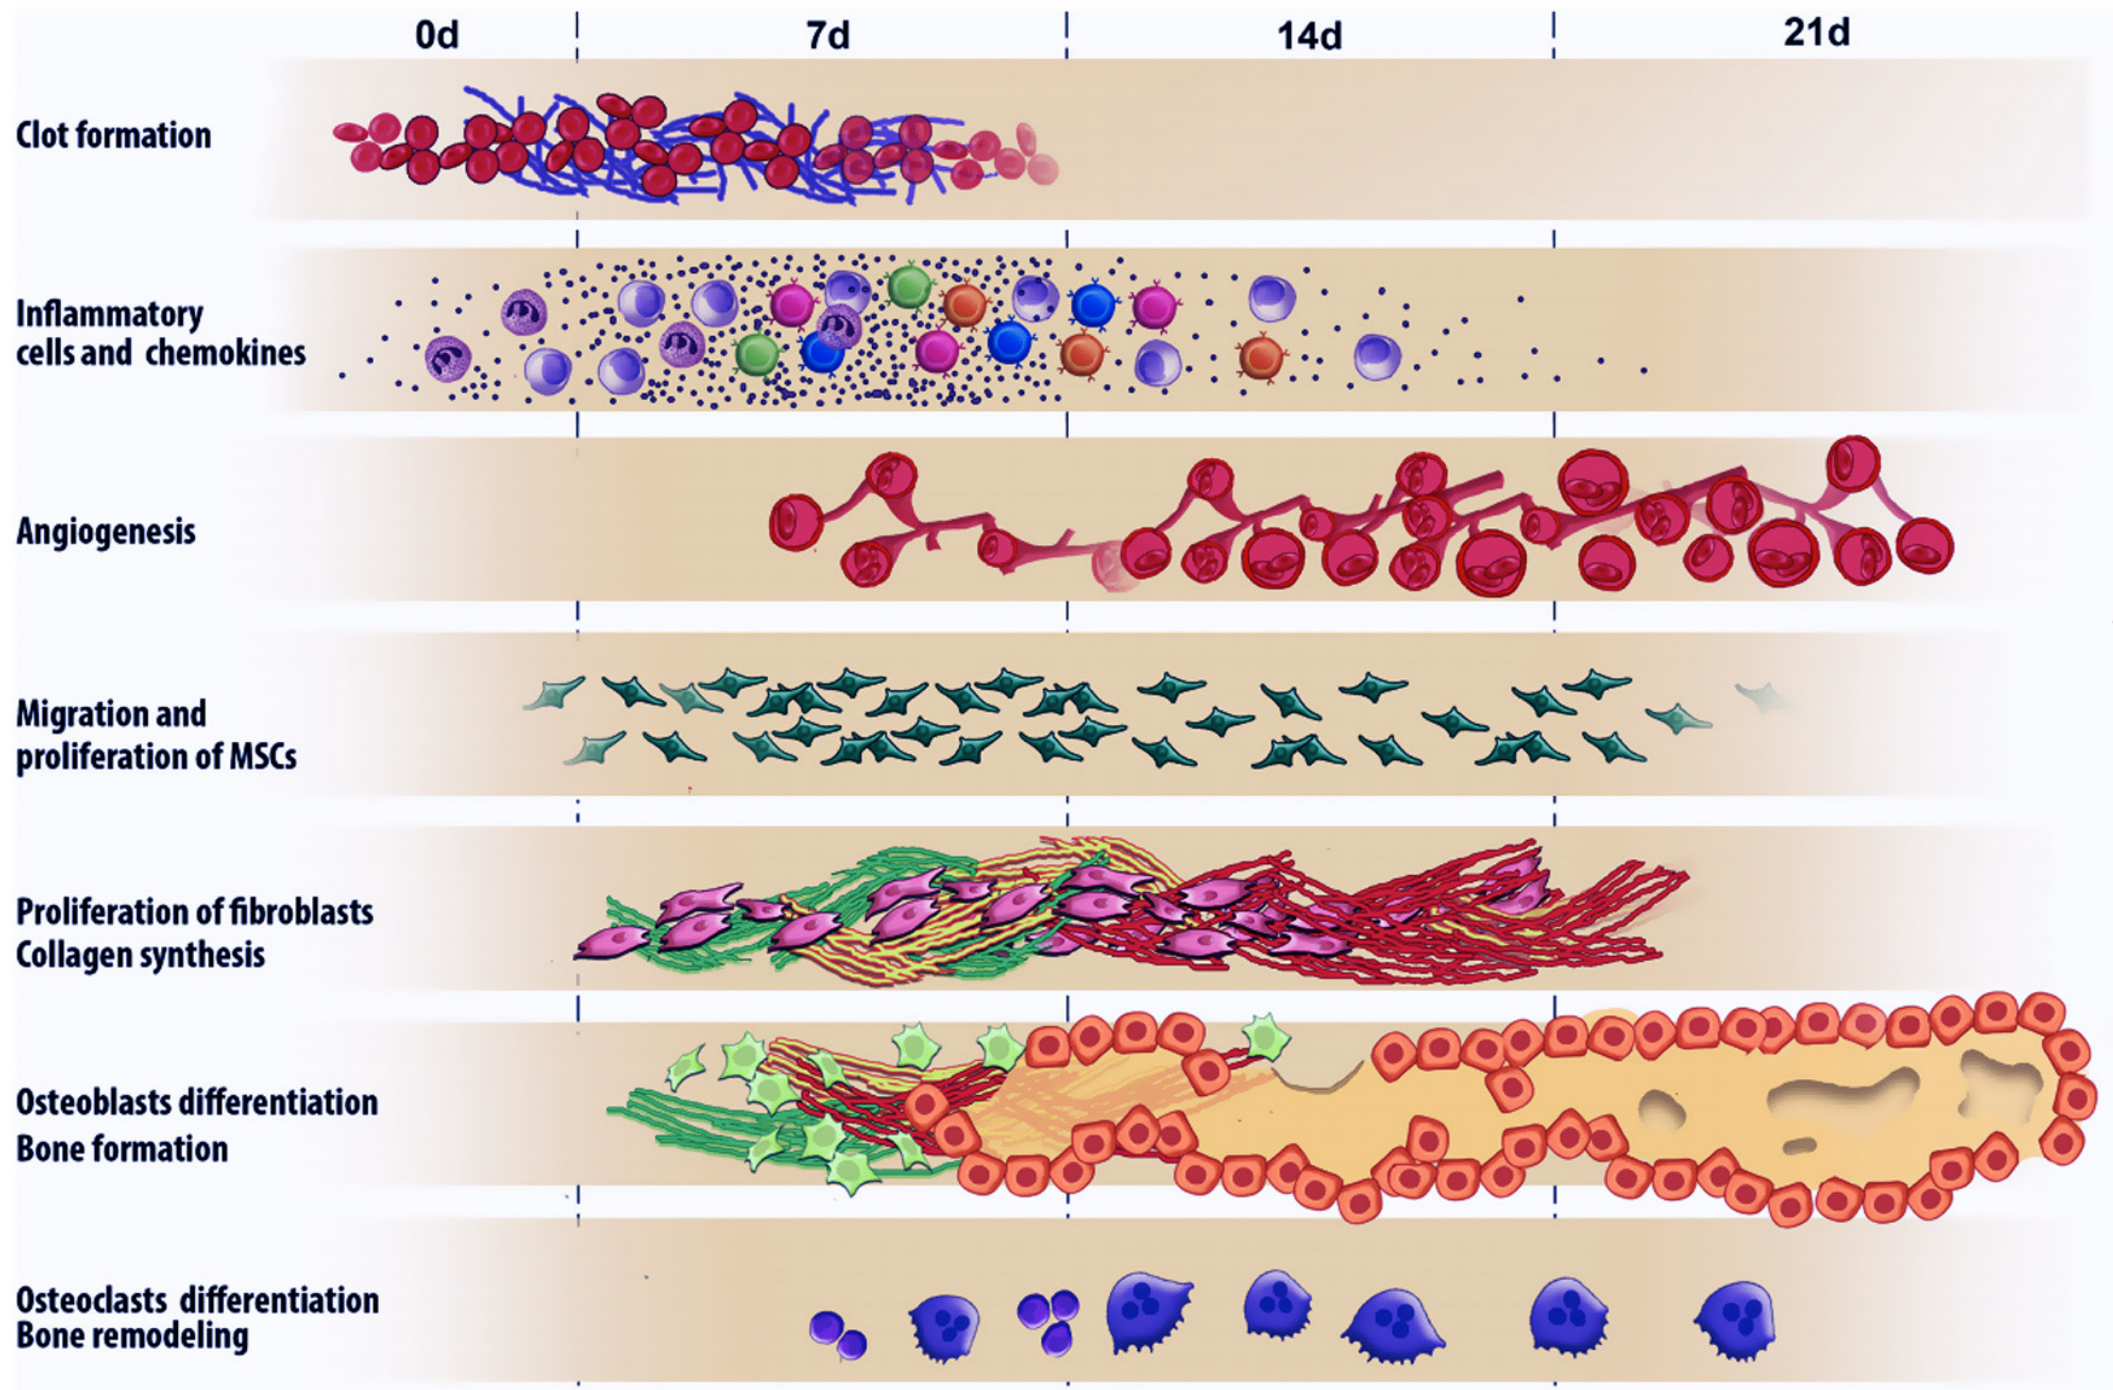 0d 7d 14d 21d
Clot formation
Inflammatory
cells and chemokines
Angiogenesis
Migration and
proliferation of MSCs
Proliferation of fibroblasts
Collagen synthesis
Osteoblasts differentiation
Bone formation
Osteoclasts differentiation
Bone remodeling